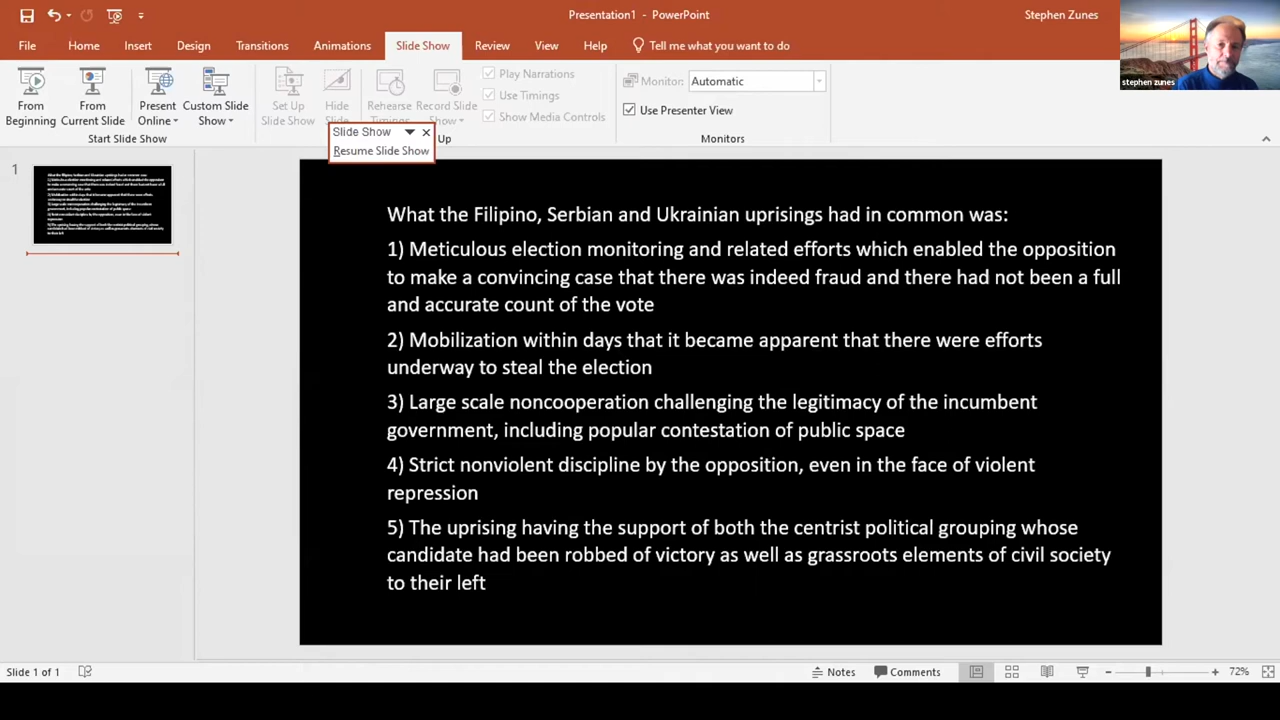 Presentation1 - PowerPoint
Stephen Zunes
File Home Insert Design Transitions Animations Slide Show Review View Help Tell me what you want to do
stephen zunes
From Beginning
From Current Slide
Present Online
Custom Slide Show
Set Up Slide Show
Hide Slide
Rehearse Timings
Record Slide Show
Play Narrations
Use Timings
Show Media Controls
Monitor: Automatic
Use Presenter View
Start Slide Show
Up
Monitors
Slide Show
Resume Slide Show
1
What the Filipino, Serbian and Ukrainian uprisings had in common was:
1) Meticulous election monitoring and related efforts which enabled the opposition
to make a convincing case that there was indeed fraud and there had not been a full
and accurate count of the vote
2) Mobilization within days that it became apparent that there were efforts
underway to steal the election
3) Large scale noncooperation challenging the legitimacy of the incumbent
government, including popular contestation of public space
4) Strict nonviolent discipline by the opposition, even in the face of violent
repression
5) The uprising having the support of both the centrist political grouping whose
candidate had been robbed of victory as well as grassroots elements of civil society
to their left
Slide 1 of 1
Notes
Comments
72%